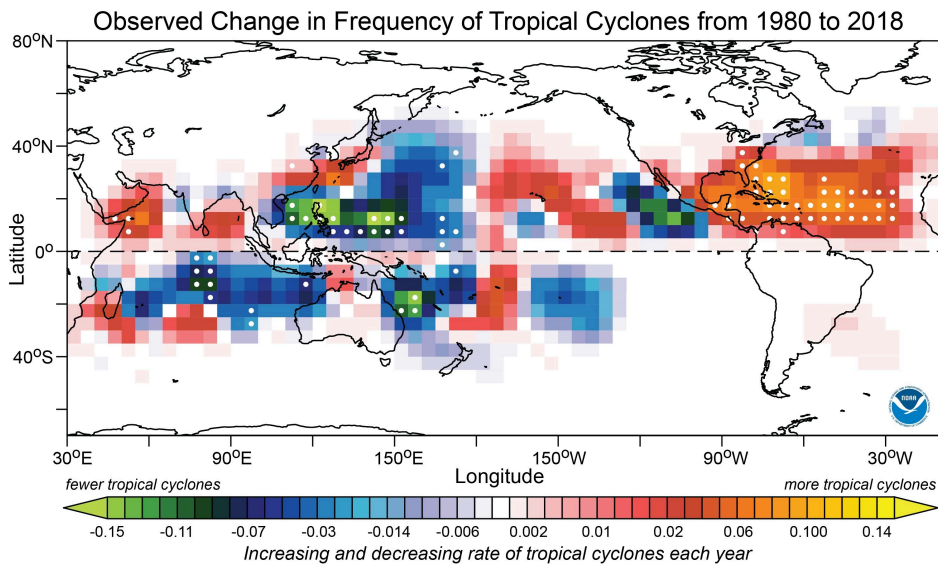 Observed Change in Frequency of Tropical Cyclones from 1980 to 2018
80°N
40°N
0°
40°S
Latitude
NOAA
30°E 90°E 150°E 150°W 90°W 30°W
Longitude
fewer tropical cyclones more tropical cyclones
-0.15 -0.11 -0.07 -0.03 -0.014 -0.006 0.002 0.01 0.02 0.06 0.100 0.14
Increasing and decreasing rate of tropical cyclones each year